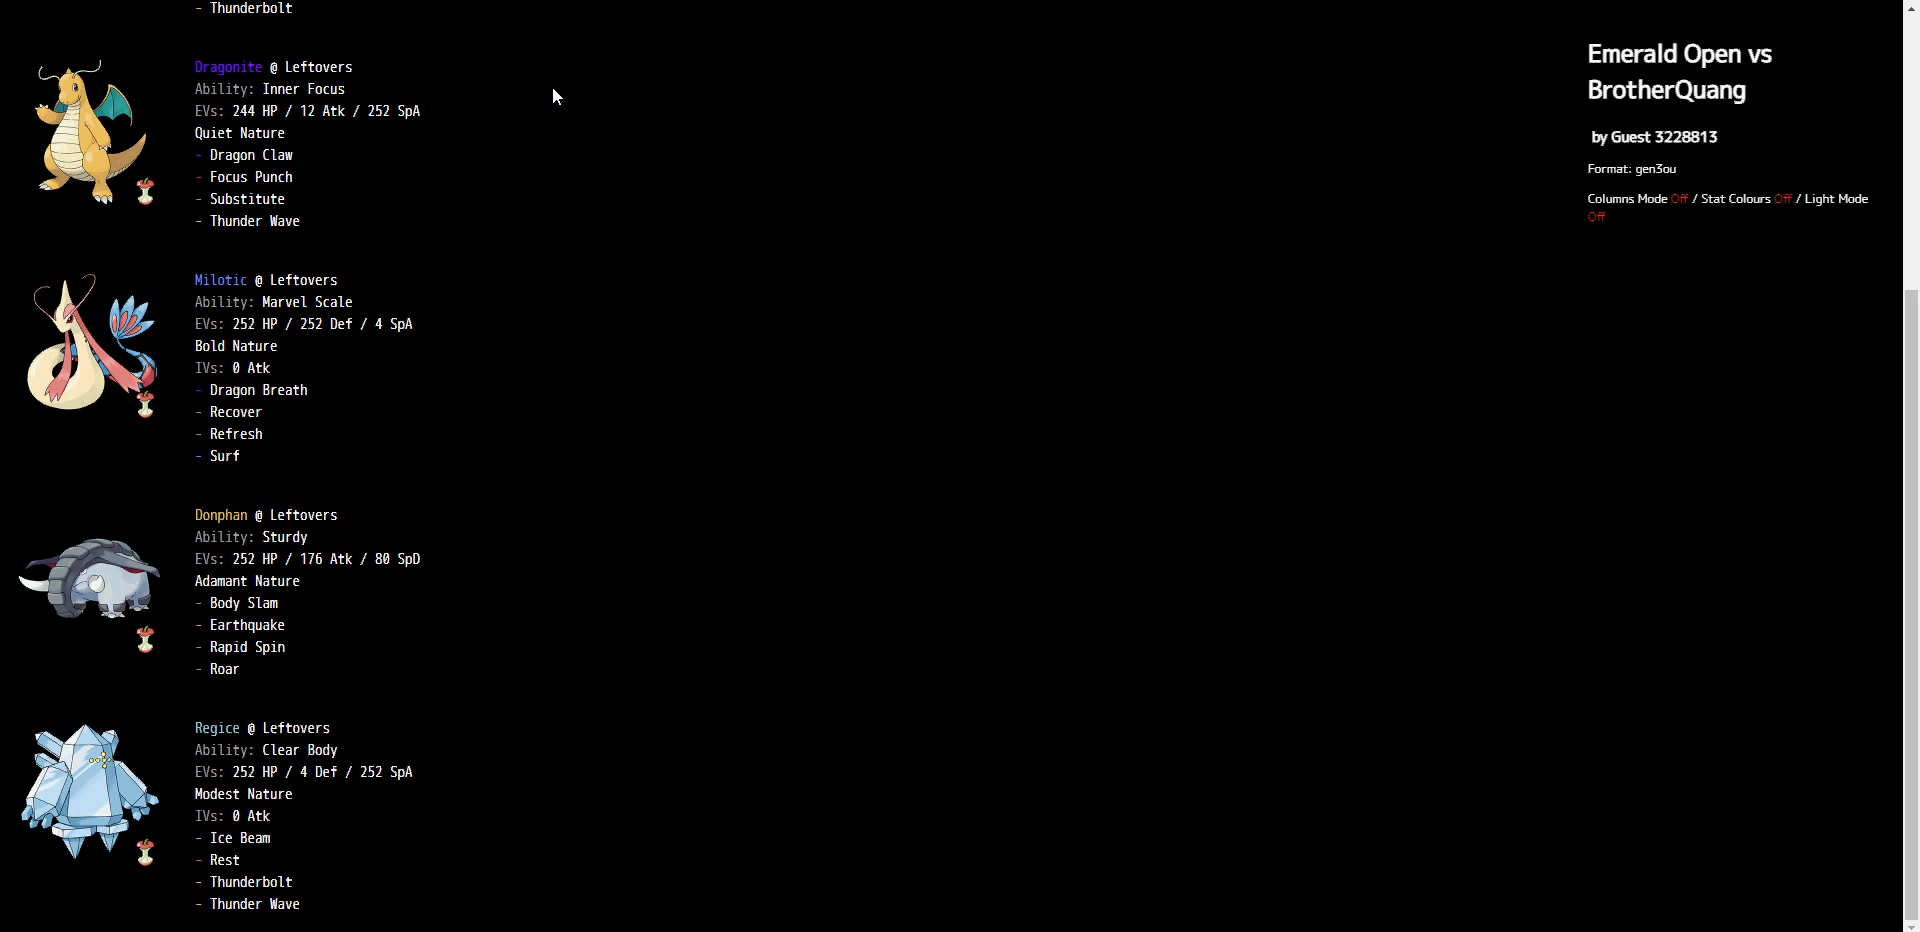 - Thunderbolt
Dragonite @ Leftovers
Ability: Inner Focus
EVs: 244 HP / 12 Atk / 252 SpA
Quiet Nature
- Dragon Claw
- Focus Punch
- Substitute
- Thunder Wave
Milotic @ Leftovers
Ability: Marvel Scale
EVs: 252 HP / 252 Def / 4 SpA
Bold Nature
IVs: 0 Atk
- Dragon Breath
- Recover
- Refresh
- Surf
Donphan @ Leftovers
Ability: Sturdy
EVs: 252 HP / 176 Atk / 80 SpD
Adamant Nature
- Body Slam
- Earthquake
- Rapid Spin
- Roar
Regice @ Leftovers
Ability: Clear Body
EVs: 252 HP / 4 Def / 252 SpA
Modest Nature
IVs: 0 Atk
- Ice Beam
- Rest
- Thunderbolt
- Thunder Wave
Emerald Open vs
BrotherQuang
by Guest 3228813
Format: gen3ou
Columns Mode Off / Stat Colours Off / Light Mode
Off